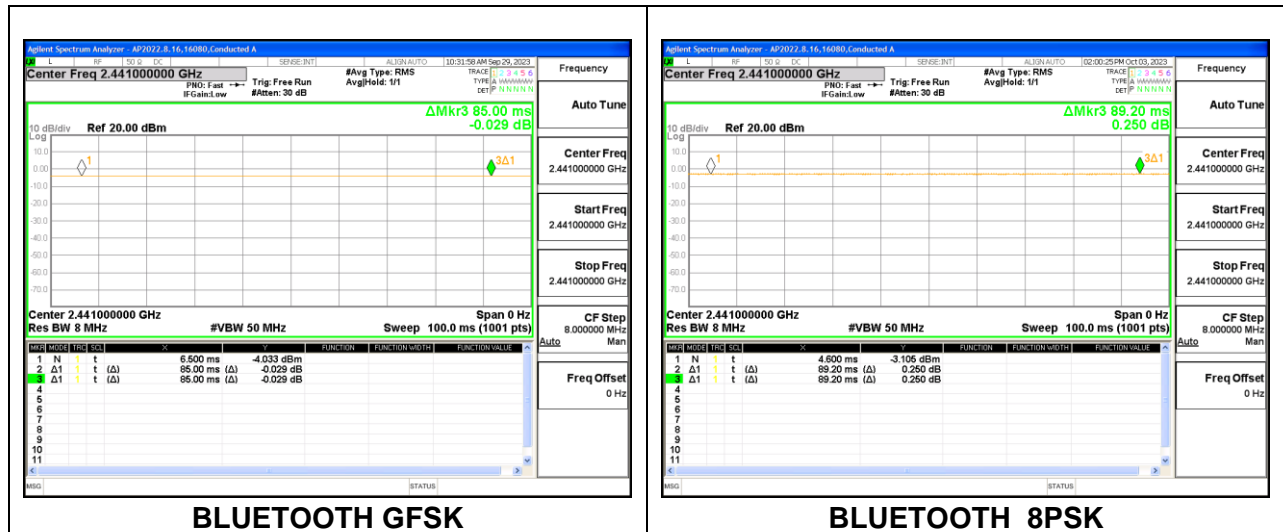 Agilent Spectrum Analyzer - AP2022.8.16,16080,Conducted A
L RF 50 Ω DC SENSE:INT ALIGN AUTO 10:31:58 AM Sep 29, 2023
Center Freq 2.441000000 GHz
PNO: Fast
IFGain:Low
Trig: Free Run
#Atten: 30 dB
#Avg Type: RMS
Avg|Hold: 1/1
TRACE 1 2 3 4 5 6
TYPE A WWWWW
DET P N N N N N
ΔMkr3 85.00 ms
-0.029 dB
10 dB/div Ref 20.00 dBm
Log
10.0
0.00
-10.0
-20.0
-30.0
-40.0
-50.0
-60.0
-70.0
1
3Δ1
Center 2.441000000 GHz Span 0 Hz
Res BW 8 MHz #VBW 50 MHz Sweep 100.0 ms (1001 pts)
MKR MODE TRC SCL X Y FUNCTION FUNCTION WIDTH FUNCTION VALUE
1 N 1 t 6.500 ms -4.033 dBm
2 Δ1 1 t (Δ) 85.00 ms (Δ) -0.029 dB
3 Δ1 1 t (Δ) 85.00 ms (Δ) -0.029 dB
4
5
6
7
8
9
10
11
MSG STATUS
Frequency
Auto Tune
Center Freq
2.441000000 GHz
Start Freq
2.441000000 GHz
Stop Freq
2.441000000 GHz
CF Step
8.000000 MHz
Auto Man
Freq Offset
0 Hz
BLUETOOTH GFSK
Agilent Spectrum Analyzer - AP2022.8.16,16080,Conducted A
L RF 50 Ω DC SENSE:INT ALIGN AUTO 02:00:25 PM Oct 03, 2023
Center Freq 2.441000000 GHz
PNO: Fast
IFGain:Low
Trig: Free Run
#Atten: 30 dB
#Avg Type: RMS
Avg|Hold: 1/1
TRACE 1 2 3 4 5 6
TYPE A WWWWW
DET P N N N N N
ΔMkr3 89.20 ms
0.250 dB
10 dB/div Ref 20.00 dBm
Log
10.0
0.00
-10.0
-20.0
-30.0
-40.0
-50.0
-60.0
-70.0
1
3Δ1
Center 2.441000000 GHz Span 0 Hz
Res BW 8 MHz #VBW 50 MHz Sweep 100.0 ms (1001 pts)
MKR MODE TRC SCL X Y FUNCTION FUNCTION WIDTH FUNCTION VALUE
1 N 1 t 4.600 ms -3.105 dBm
2 Δ1 1 t (Δ) 89.20 ms (Δ) 0.250 dB
3 Δ1 1 t (Δ) 89.20 ms (Δ) 0.250 dB
4
5
6
7
8
9
10
11
MSG STATUS
Frequency
Auto Tune
Center Freq
2.441000000 GHz
Start Freq
2.441000000 GHz
Stop Freq
2.441000000 GHz
CF Step
8.000000 MHz
Auto Man
Freq Offset
0 Hz
BLUETOOTH 8PSK